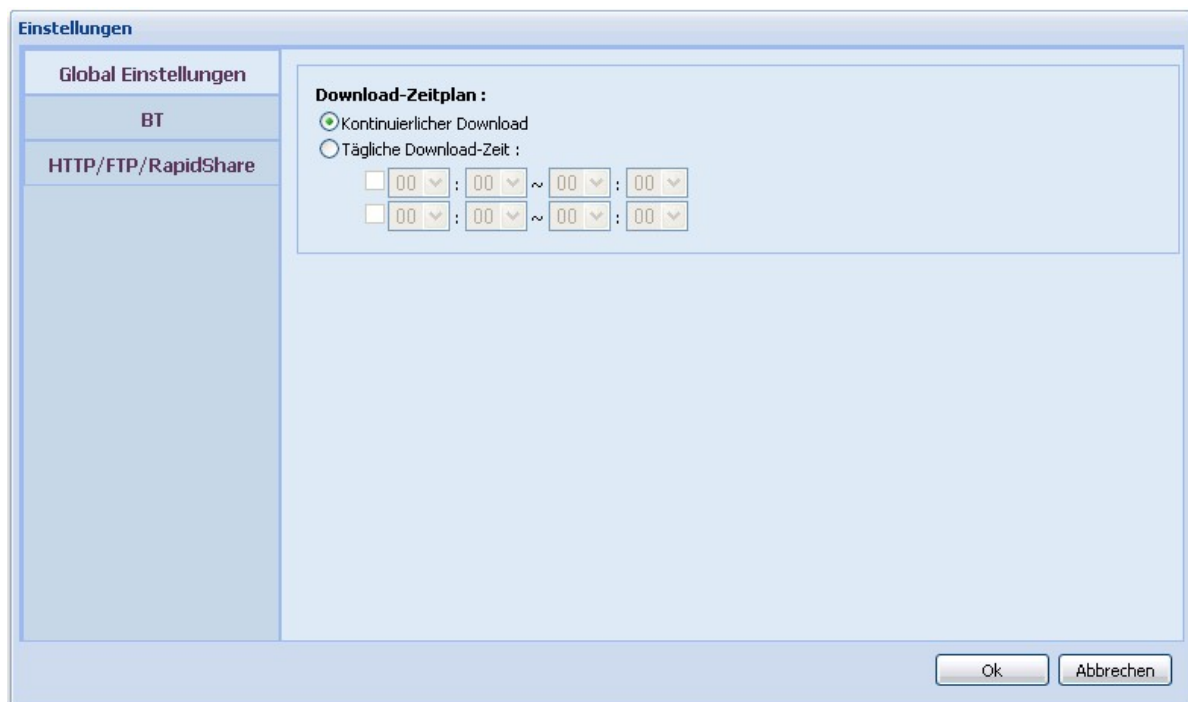 Einstellungen
Global Einstellungen
BT
HTTP/FTP/RapidShare
Download-Zeitplan :
Kontinuierlicher Download
Tägliche Download-Zeit :
00 : 00 ~ 00 : 00
00 : 00 ~ 00 : 00
Ok Abbrechen